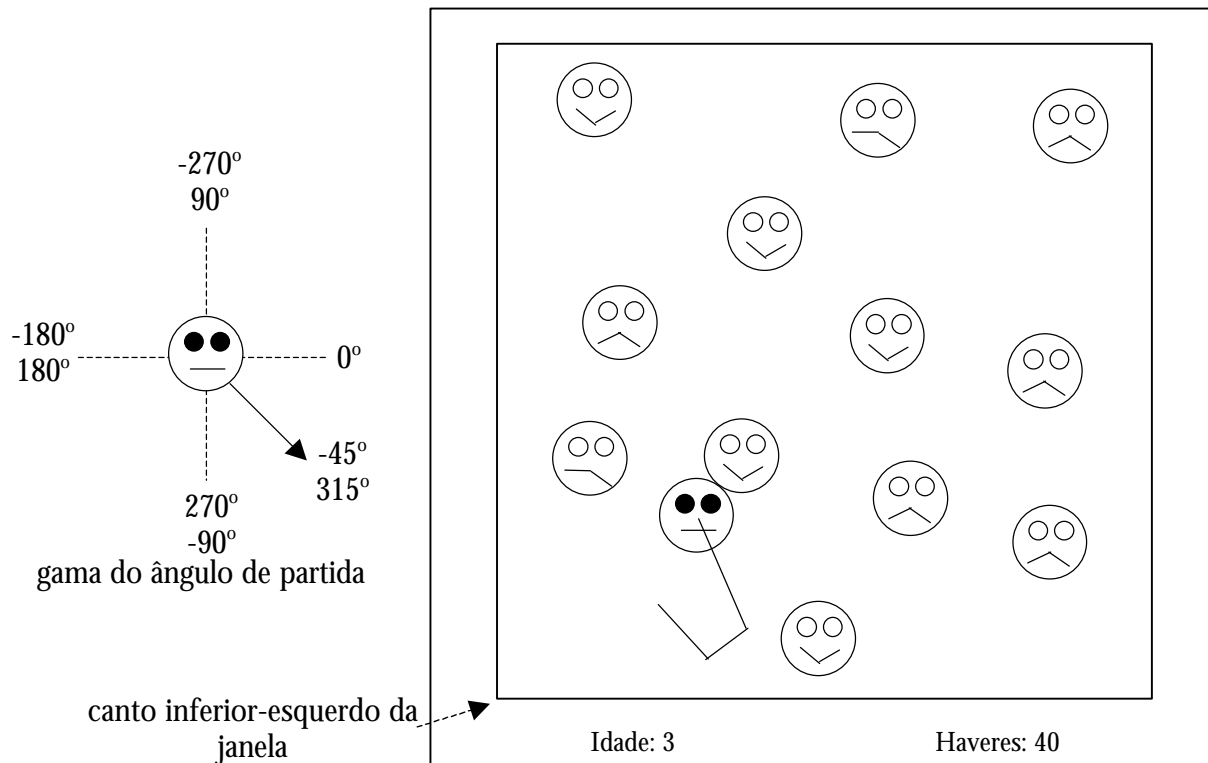 -270º
90º
-180º
180º
0º
-45º
315º
270º
-90º
gama do ângulo de partida
canto inferior-esquerdo da
janela
Idade: 3
Haveres: 40